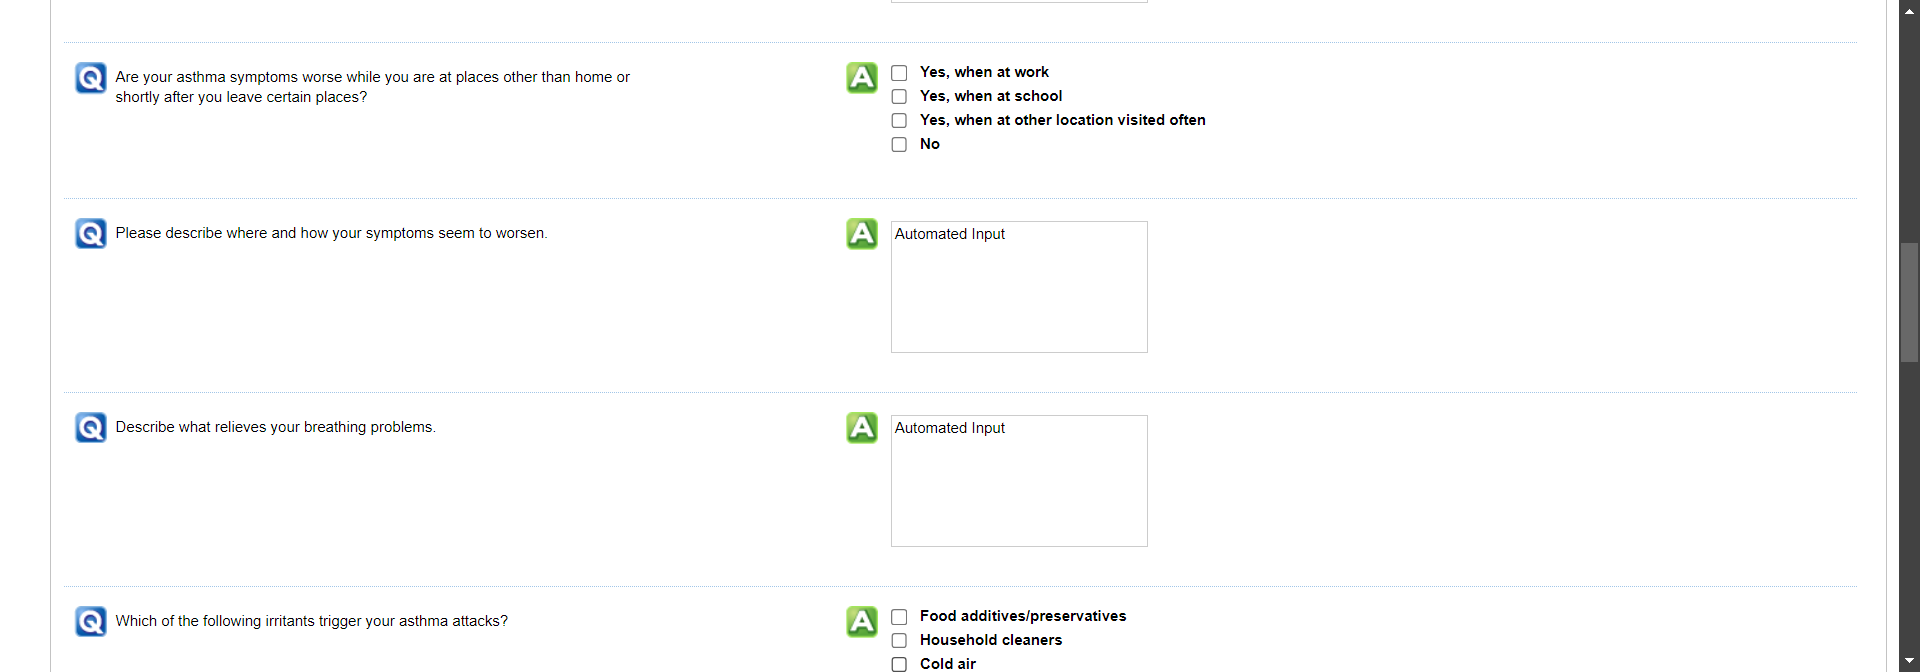 Q Are your asthma symptoms worse while you are at places other than home or
shortly after you leave certain places?
A Yes, when at work
Yes, when at school
Yes, when at other location visited often
No
Q Please describe where and how your symptoms seem to worsen.
A Automated Input
Q Describe what relieves your breathing problems.
A Automated Input
Q Which of the following irritants trigger your asthma attacks?
A Food additives/preservatives
Household cleaners
Cold air